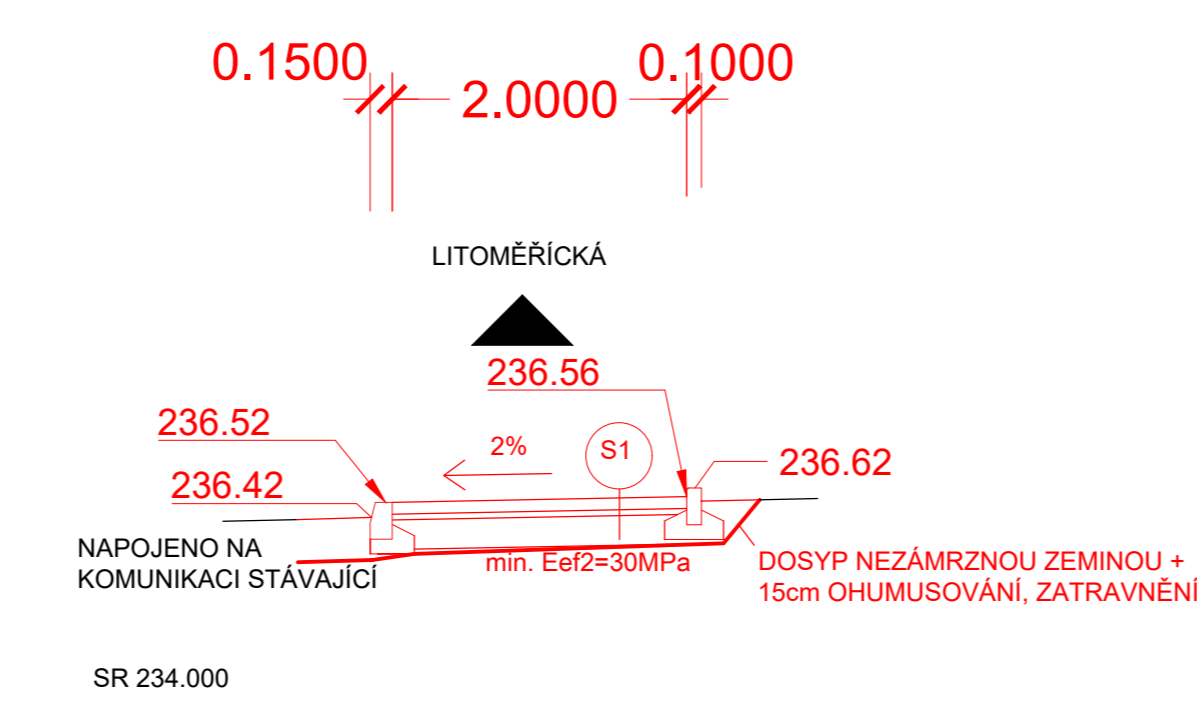 0.1500
2.0000
0.1000
LITOMĚŘÍCKÁ
236.56
236.52
2%
S1
236.62
236.42
NAPOJENO NA
KOMUNIKACI STÁVAJÍCÍ
min. Eef2=30MPa
DOSYP NEZÁMRZNOU ZEMINOU +
15cm OHUMUSOVÁNÍ, ZATRAVNĚNÍ
SR 234.000